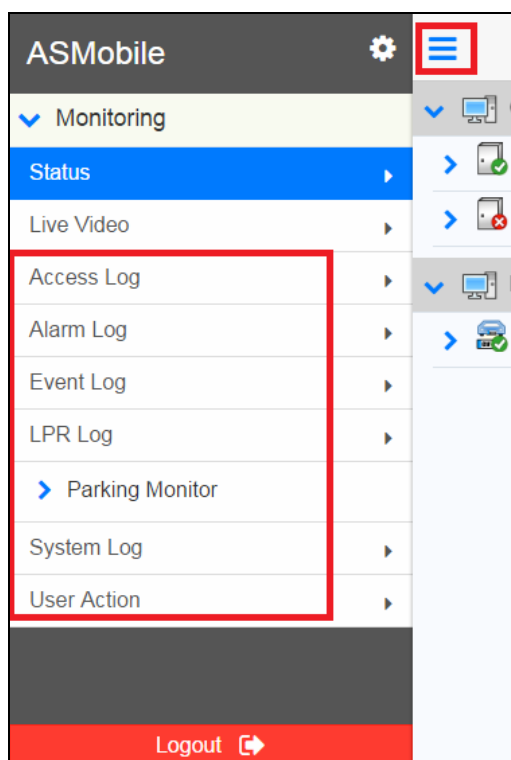 ASMobile
Monitoring
Status
Live Video
Access Log
Alarm Log
Event Log
LPR Log
Parking Monitor
System Log
User Action
Logout